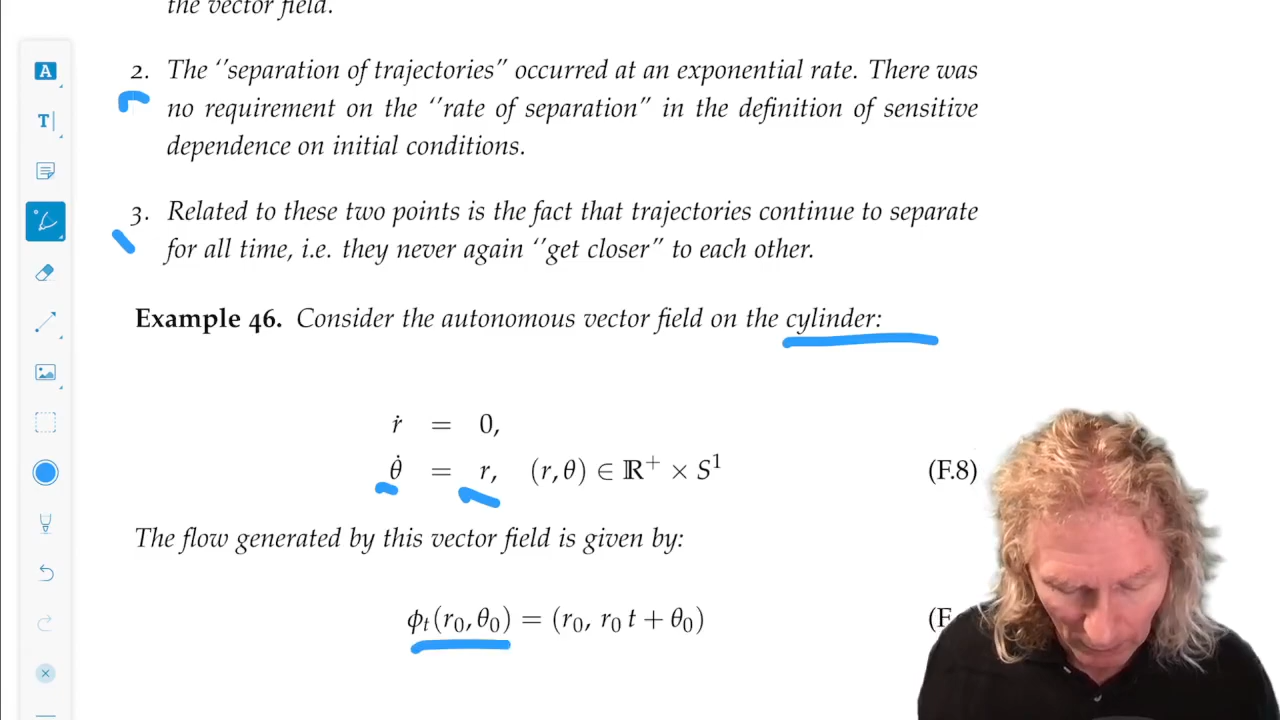 the vector field.
2. The ‘’separation of trajectories” occurred at an exponential rate. There was
no requirement on the ‘’rate of separation” in the definition of sensitive
dependence on initial conditions.
3. Related to these two points is the fact that trajectories continue to separate
for all time, i.e. they never again ‘’get closer” to each other.
Example 46. Consider the autonomous vector field on the cylinder:
ṙ = 0,
θ̇ = r, (r, θ) ∈ ℝ⁺ × S¹ (F.8)
The flow generated by this vector field is given by:
ϕₜ(r₀, θ₀) = (r₀, r₀ t + θ₀) (F.
A
T